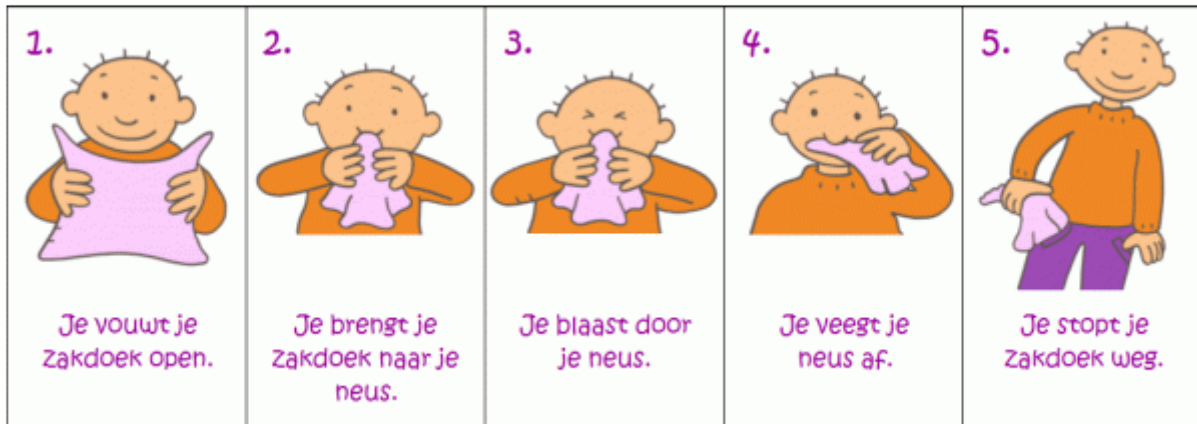 1.
Je vouwt je
zakdoek open.
2.
Je brengt je
zakdoek naar je
neus.
3.
Je blaast door
je neus.
4.
Je veegt je
neus af.
5.
Je stopt je
zakdoek weg.